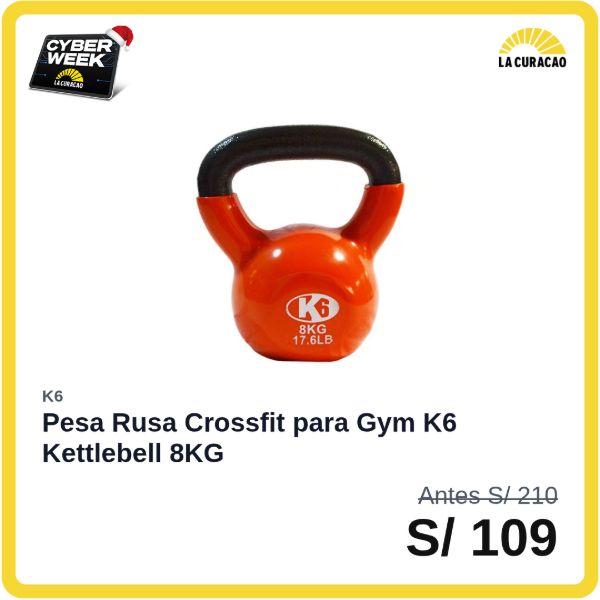 CYBER
WEEK
LA CURACAO
LA CURACAO
K6
8KG
17.6LB
K6
Pesa Rusa Crossfit para Gym K6
Kettlebell 8KG
Antes S/ 210
S/ 109